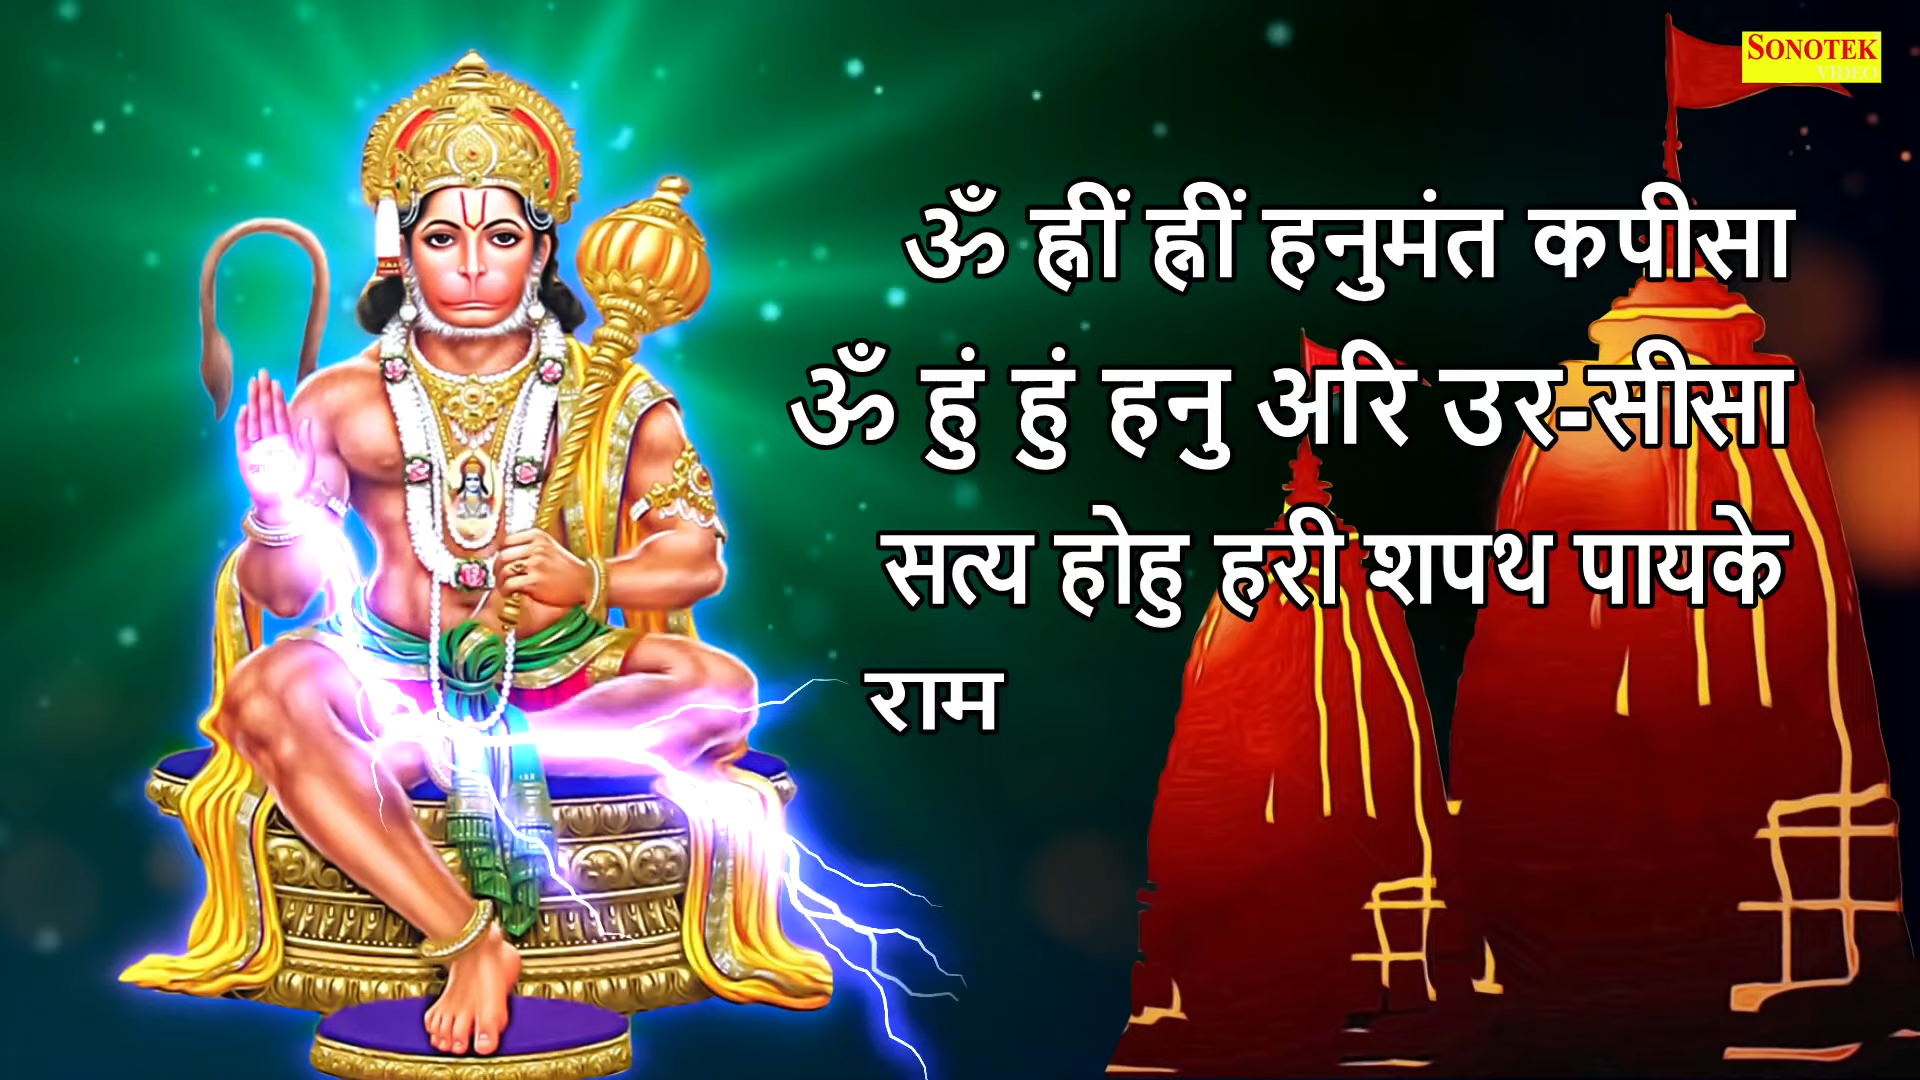 SONOTEK
VIDEO
ॐ ह्रीं ह्रीं हनुमंत कपीसा
ॐ हुं हुं हनु अरि उर-सीसा
सत्य होहु हरी शपथ पायके
राम